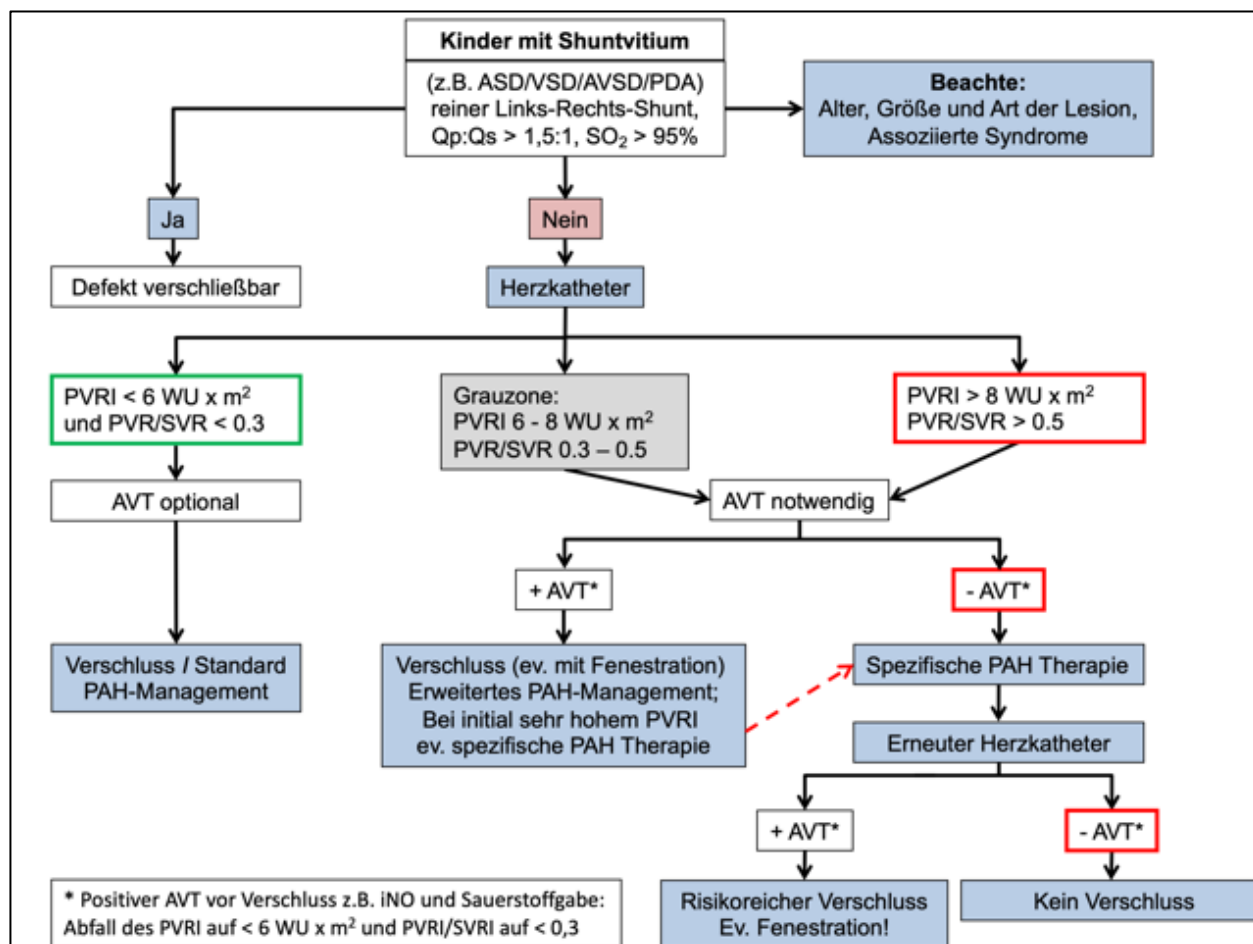 Kinder mit Shuntvitium
(z.B. ASD/VSD/AVSD/PDA)
reiner Links-Rechts-Shunt,
Qp:Qs > 1,5:1, SO₂ > 95%
Beachte:
Alter, Größe und Art der Lesion,
Assoziierte Syndrome
Ja
Nein
Defekt verschließbar
Herzkatheter
PVRI < 6 WU x m²
und PVR/SVR < 0.3
Grauzone:
PVRI 6 - 8 WU x m²
PVR/SVR 0.3 – 0.5
PVRI > 8 WU x m²
PVR/SVR > 0.5
AVT optional
AVT notwendig
+ AVT*
- AVT*
Verschluss / Standard
PAH-Management
Verschluss (ev. mit Fenestration)
Erweitertes PAH-Management;
Bei initial sehr hohem PVRI
ev. spezifische PAH Therapie
Spezifische PAH Therapie
Erneuter Herzkatheter
+ AVT*
- AVT*
Risikoreicher Verschluss
Ev. Fenestration!
Kein Verschluss
* Positiver AVT vor Verschluss z.B. iNO und Sauerstoffgabe:
Abfall des PVRI auf < 6 WU x m² und PVRI/SVRI auf < 0,3